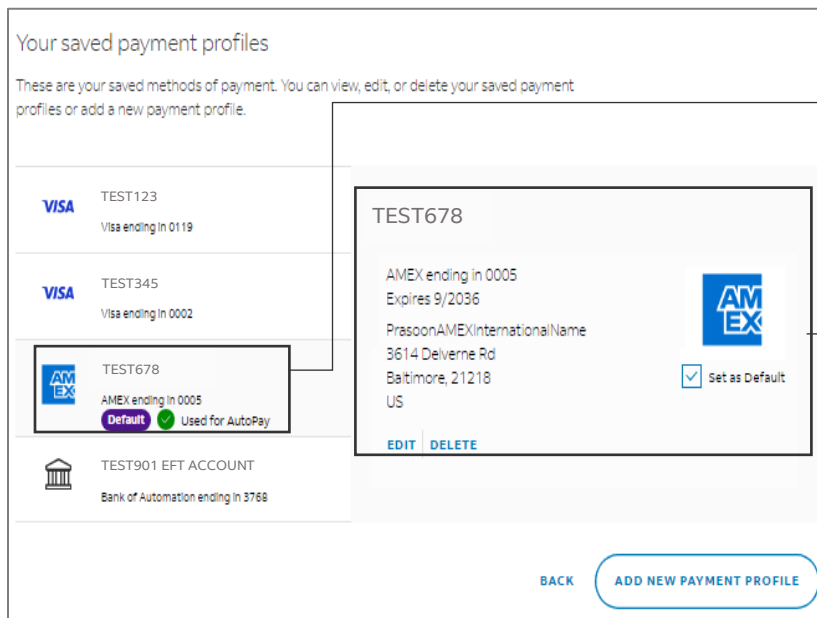 Your saved payment profiles
These are your saved methods of payment. You can view, edit, or delete your saved payment
profiles or add a new payment profile.
VISA
TEST123
Visa ending in 0119
VISA
TEST345
Visa ending in 0002
AM
EX
TEST678
AMEX ending in 0005
Default Used for AutoPay
TEST901 EFT ACCOUNT
Bank of Automation ending in 3768
TEST678
AMEX ending in 0005
Expires 9/2036
PrasoonAMEXInternationalName
3614 Delverne Rd
Baltimore, 21218
US
AM
EX
Set as Default
EDIT DELETE
BACK ADD NEW PAYMENT PROFILE